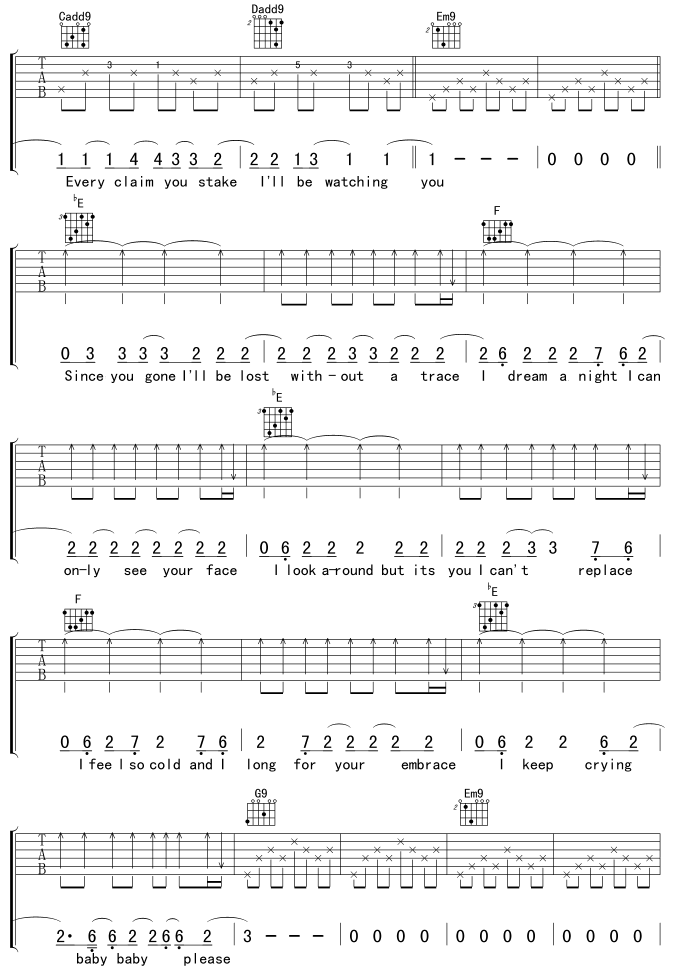 Cadd9 Dadd9 Em9
2 2
T A B 3 1 5 3
1 1 1 4 4 3 3 2 | 2 2 1 3 1 1 || 1 - - - | 0 0 0 0 ||
Every claim you stake I'll be watching you
♭E F
3
T A B
0 3 3 3 3 2 2 2 | 2 2 2 3 3 2 2 2 | 2 6 2 2 2 7 6 2
Since you gone I'll be lost with-out a trace I dream a night I can
♭E
3
T A B
2 2 2 2 2 2 2 2 | 0 6 2 2 2 2 2 | 2 2 2 3 3 7 6 |
on-ly see your face I look a-round but its you I can't replace
F ♭E
3
T A B
0 6 2 7 2 7 6 | 2 7 2 2 2 2 2 | 0 6 2 2 6 2
I feel so cold and I long for your embrace I keep crying
G9 Em9
2
T A B
2· 6 6 2 2 6 6 2 | 3 - - - | 0 0 0 0 | 0 0 0 0 | 0 0 0 0 |
baby baby please